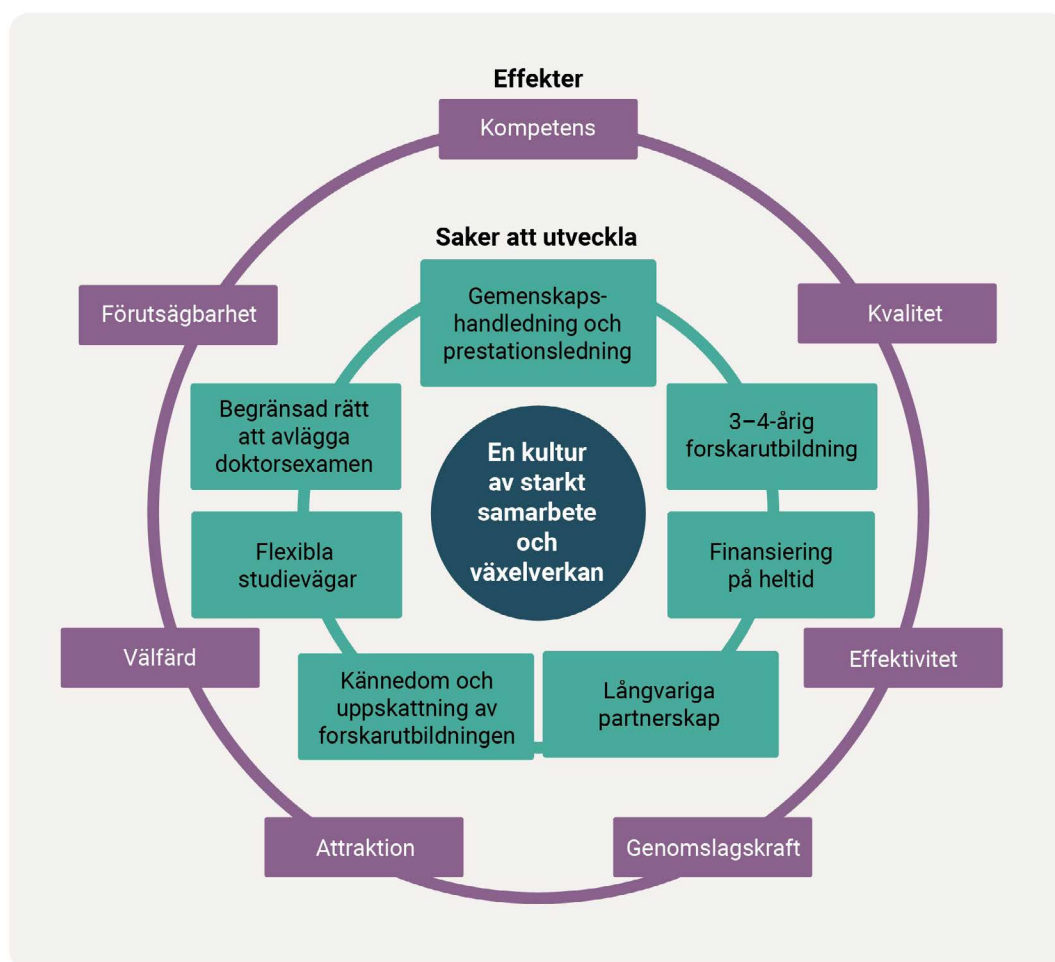 Effekter
Kompetens
Kvalitet
Effektivitet
Genomslagskraft
Attraktion
Välfärd
Förutsägbarhet
Saker att utveckla
Gemenskaps-
handledning och
prestationsledning
3–4-årig
forskarutbildning
Finansiering
på heltid
Långvariga
partnerskap
Kännedom och
uppskattning av
forskarutbildningen
Flexibla
studievägar
Begränsad rätt
att avlägga
doktorsexamen
En kultur
av starkt
samarbete
och
växelverkan